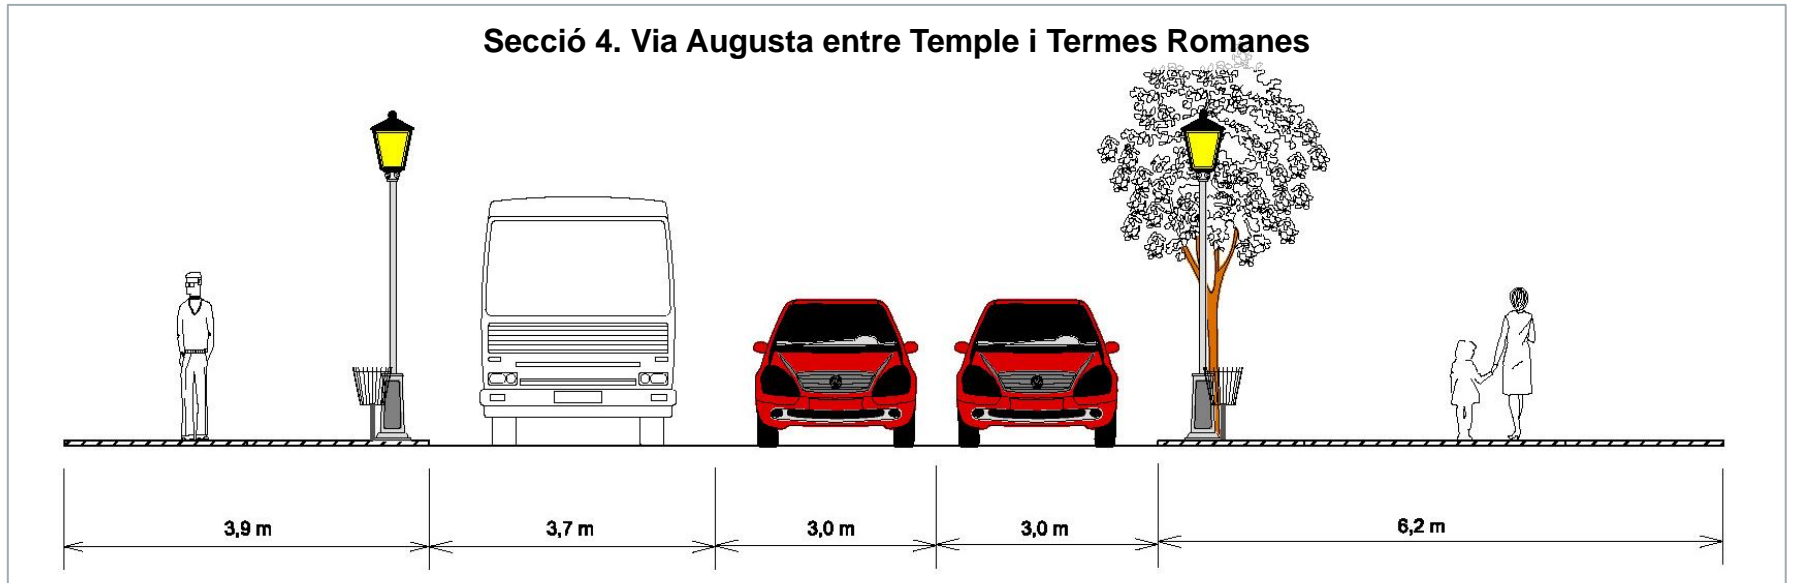 Secció 4. Via Augusta entre Temple i Termes Romanes
3,9 m 3,7 m 3,0 m 3,0 m 6,2 m